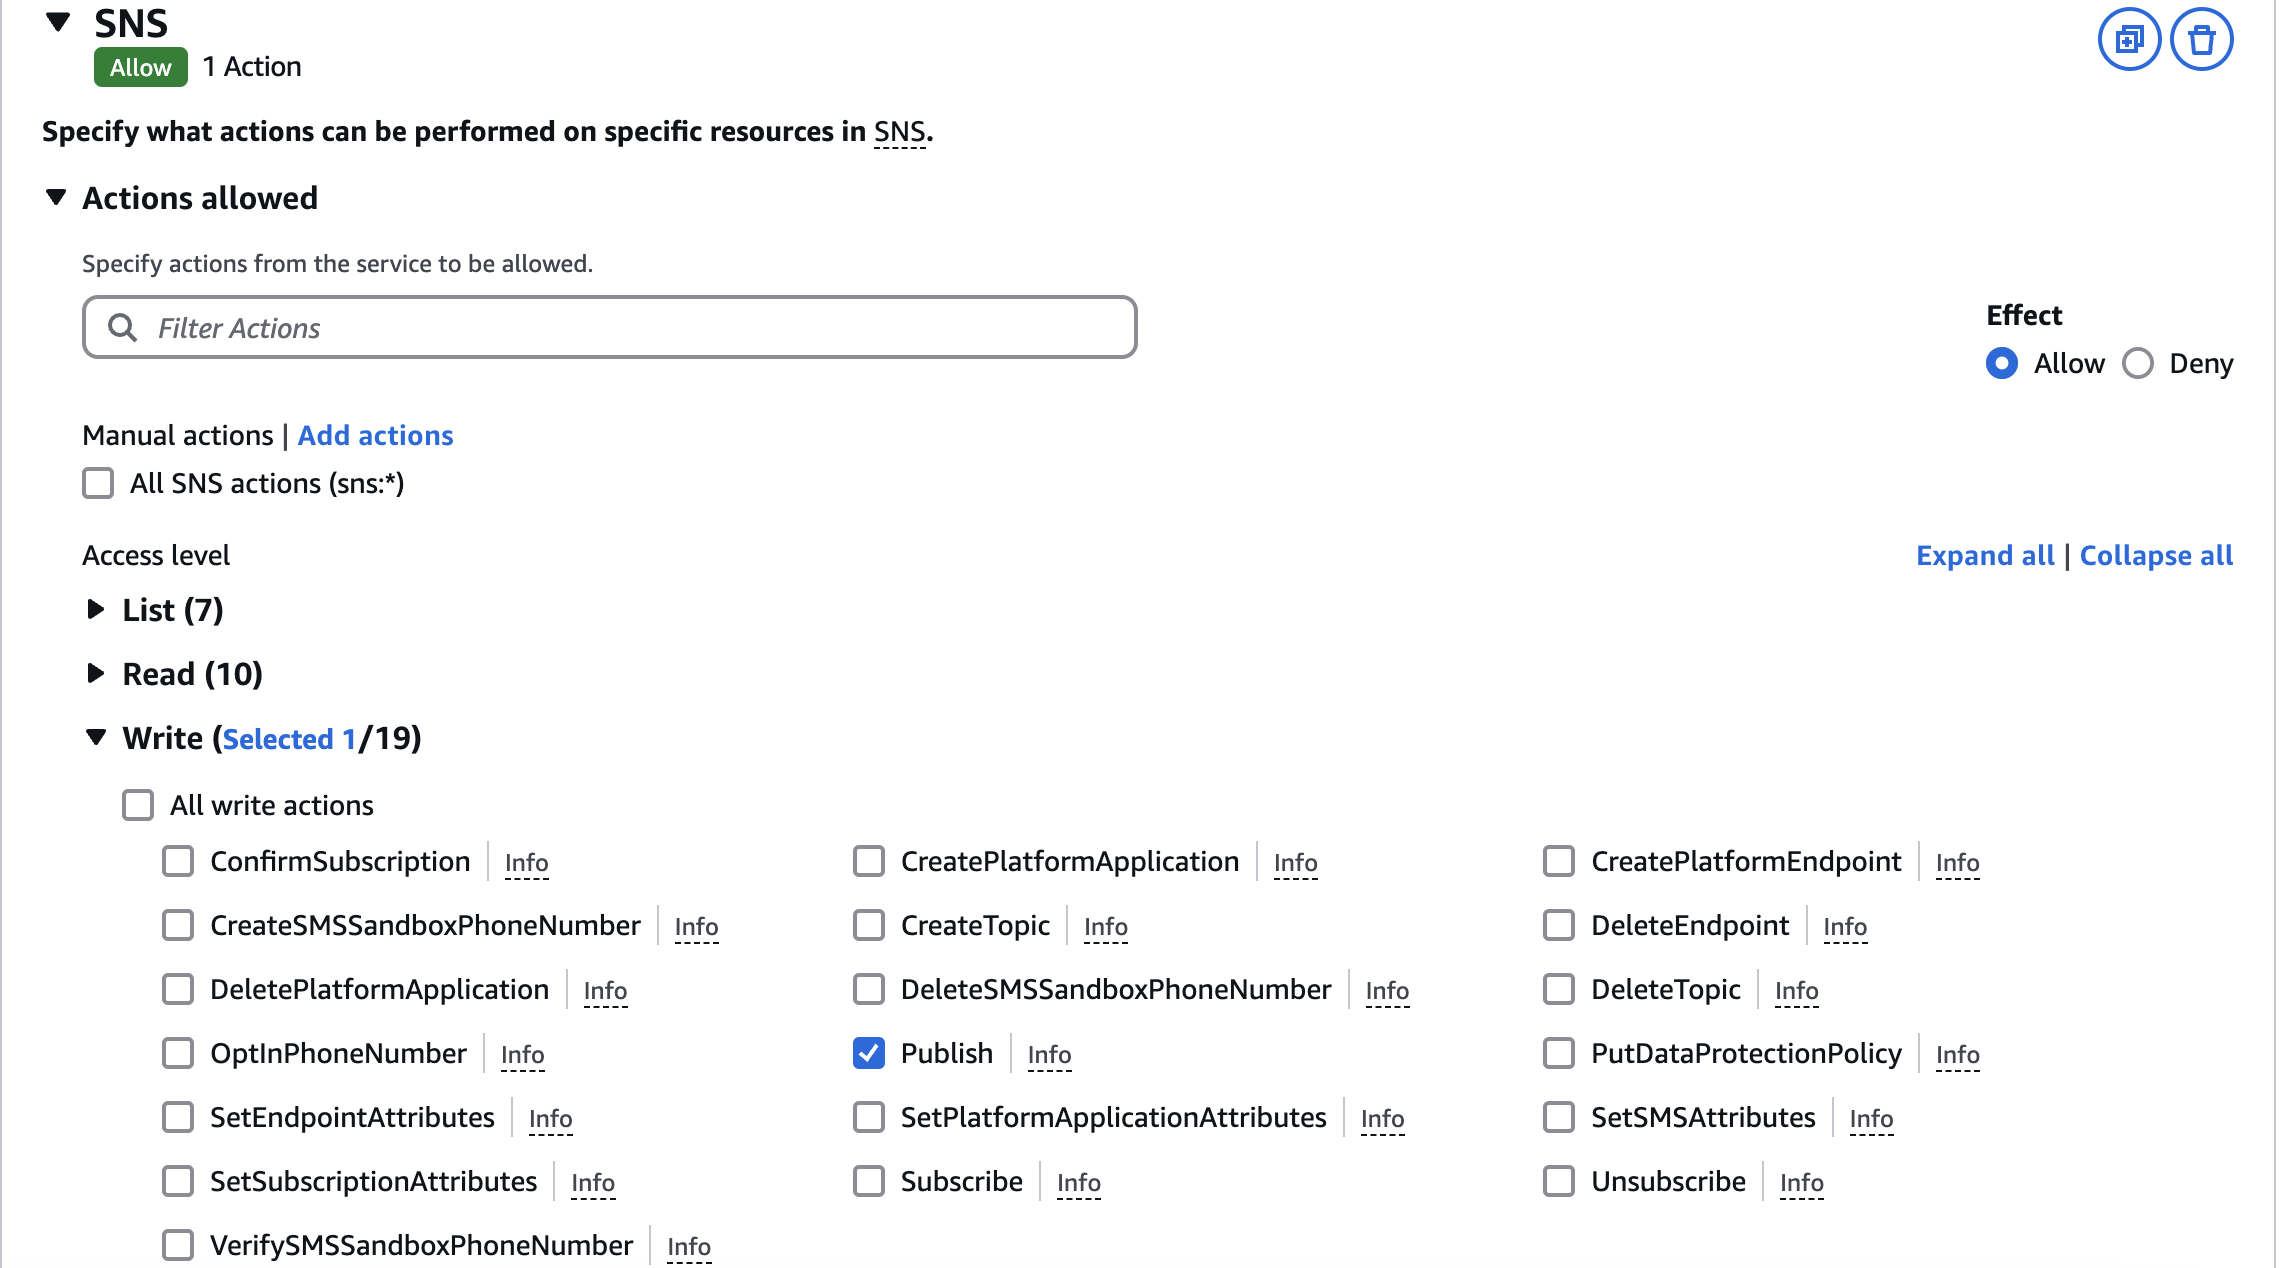 SNS
Allow 1 Action
Specify what actions can be performed on specific resources in SNS.
Actions allowed
Specify actions from the service to be allowed.
Filter Actions
Effect
Allow Deny
Manual actions | Add actions
All SNS actions (sns:*)
Access level
Expand all | Collapse all
List (7)
Read (10)
Write (Selected 1/19)
All write actions
ConfirmSubscription Info CreatePlatformApplication Info CreatePlatformEndpoint Info
CreateSMSSandboxPhoneNumber Info CreateTopic Info DeleteEndpoint Info
DeletePlatformApplication Info DeleteSMSSandboxPhoneNumber Info DeleteTopic Info
OptInPhoneNumber Info Publish Info PutDataProtectionPolicy Info
SetEndpointAttributes Info SetPlatformApplicationAttributes Info SetSMSAttributes Info
SetSubscriptionAttributes Info Subscribe Info Unsubscribe Info
VerifySMSSandboxPhoneNumber Info